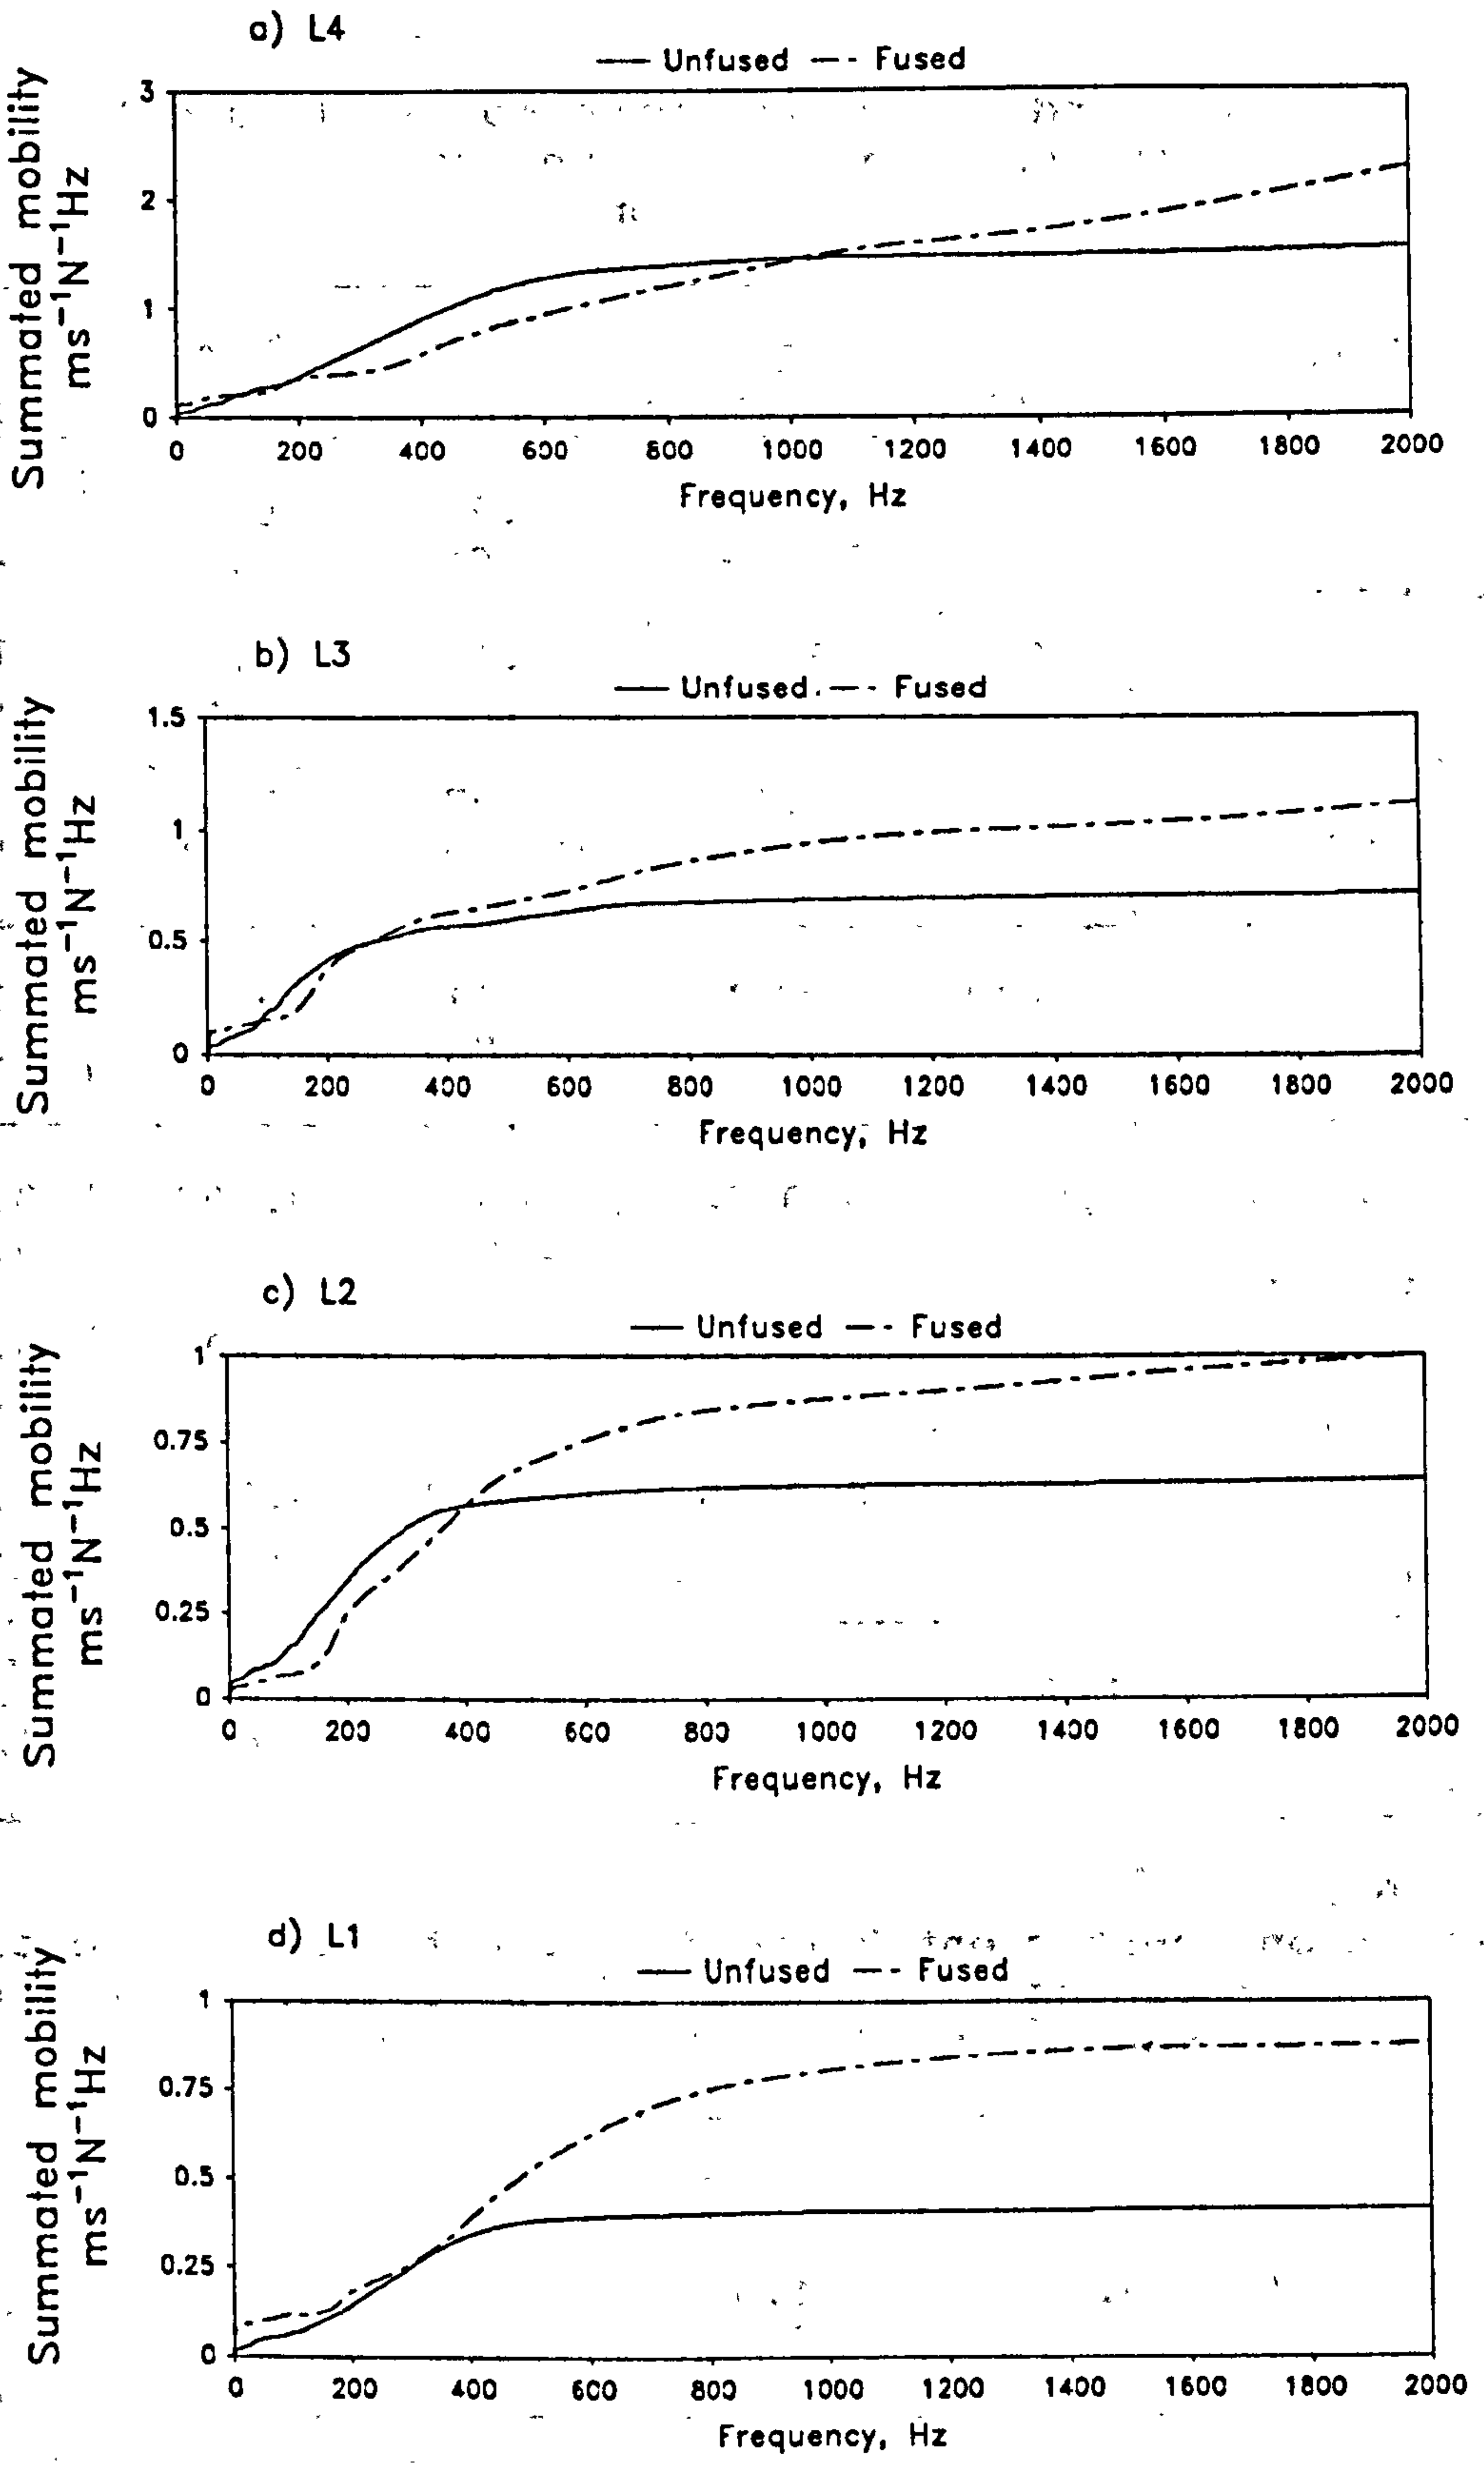 a) L4
Unfused Fused
Summated mobility
ms⁻¹N⁻¹Hz
3
2
1
0
0 200 400 600 800 1000 1200 1400 1600 1800 2000
Frequency, Hz
b) L3
Unfused Fused
Summated mobility
ms⁻¹N⁻¹Hz
1.5
1
0.5
0
0 200 400 600 800 1000 1200 1400 1600 1800 2000
Frequency, Hz
c) L2
Unfused Fused
Summated mobility
ms⁻¹N⁻¹Hz
1
0.75
0.5
0.25
0
0 200 400 600 800 1000 1200 1400 1600 1800 2000
Frequency, Hz
d) L1
Unfused Fused
Summated mobility
ms⁻¹N⁻¹Hz
1
0.75
0.5
0.25
0
0 200 400 600 800 1000 1200 1400 1600 1800 2000
Frequency, Hz